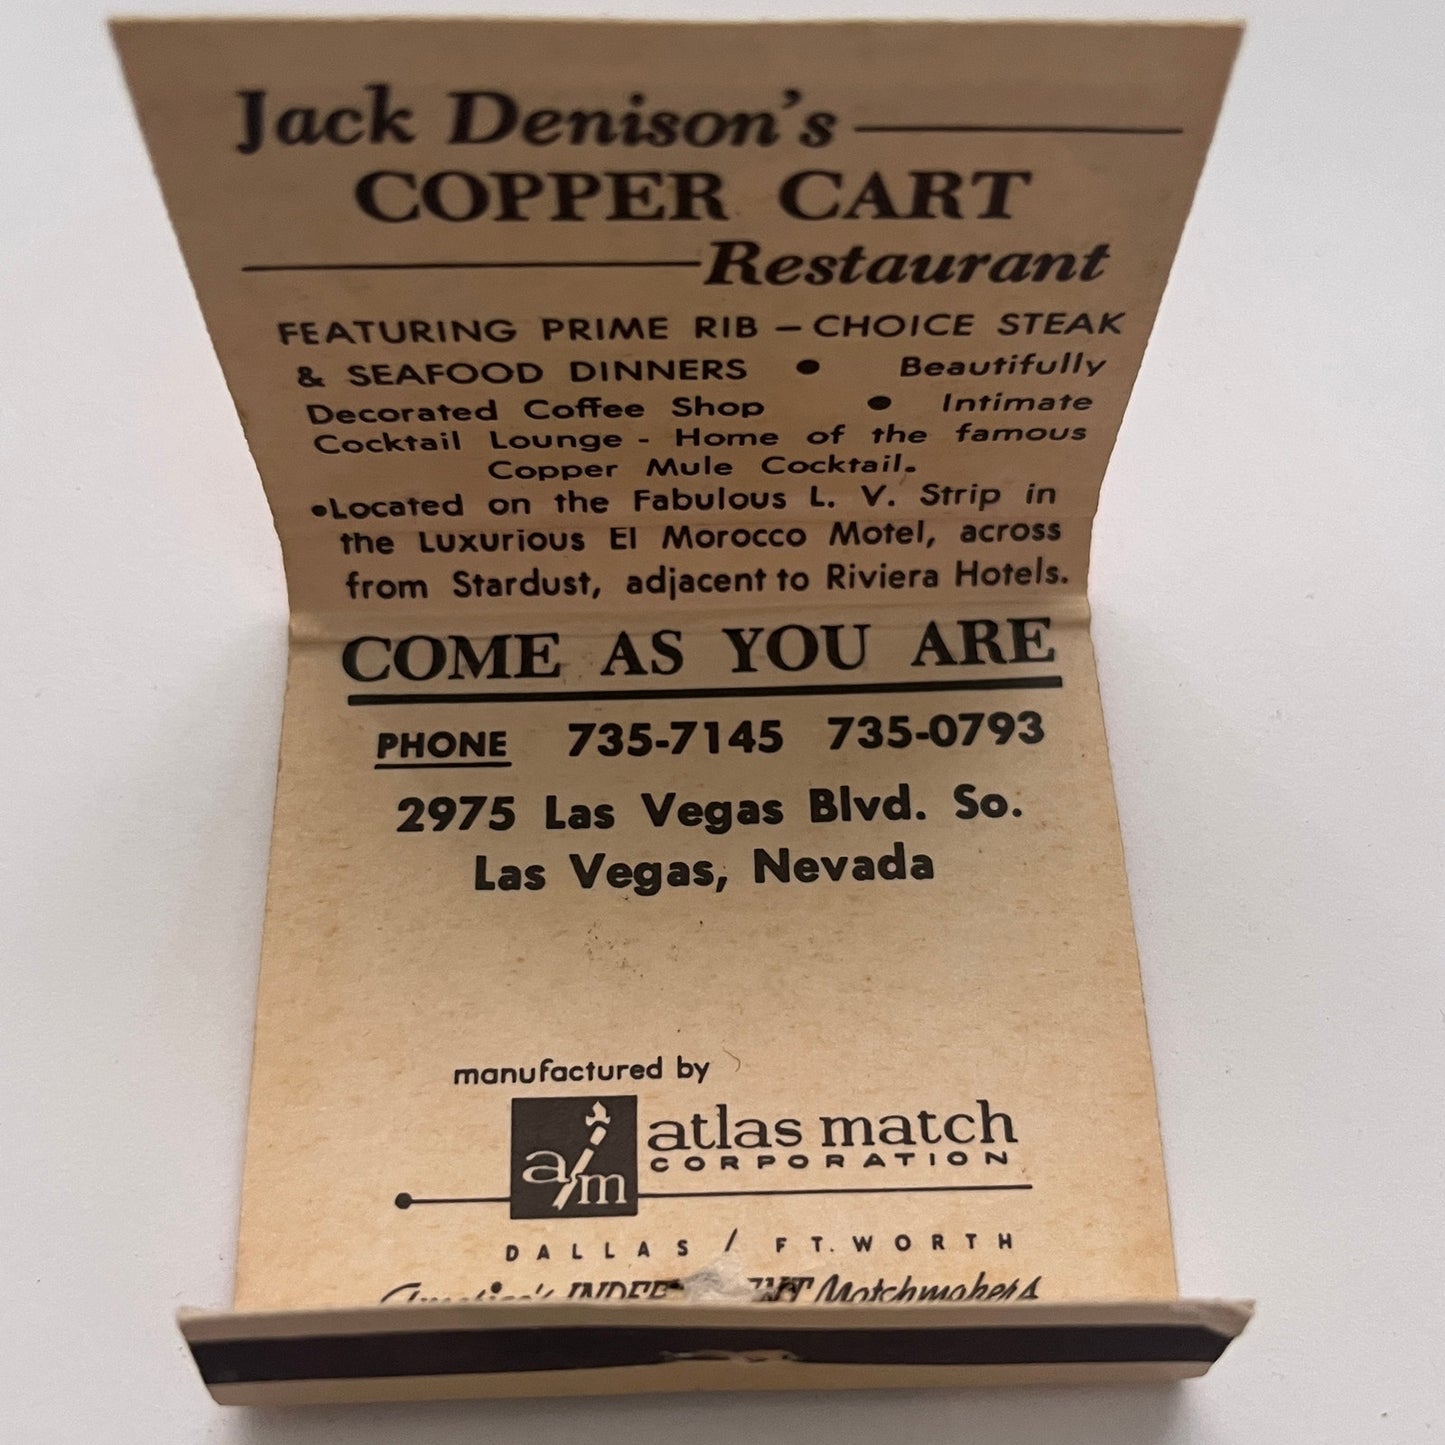 Jack Denison's
COPPER CART
Restaurant
FEATURING PRIME RIB – CHOICE STEAK
& SEAFOOD DINNERS • Beautifully
Decorated Coffee Shop • Intimate
Cocktail Lounge - Home of the famous
Copper Mule Cocktail.
•Located on the Fabulous L. V. Strip in
the Luxurious El Morocco Motel, across
from Stardust, adjacent to Riviera Hotels.
COME AS YOU ARE
PHONE 735-7145 735-0793
2975 Las Vegas Blvd. So.
Las Vegas, Nevada
manufactured by
a/m
atlas match
CORPORATION
DALLAS / FT. WORTH
America's Matchmakers